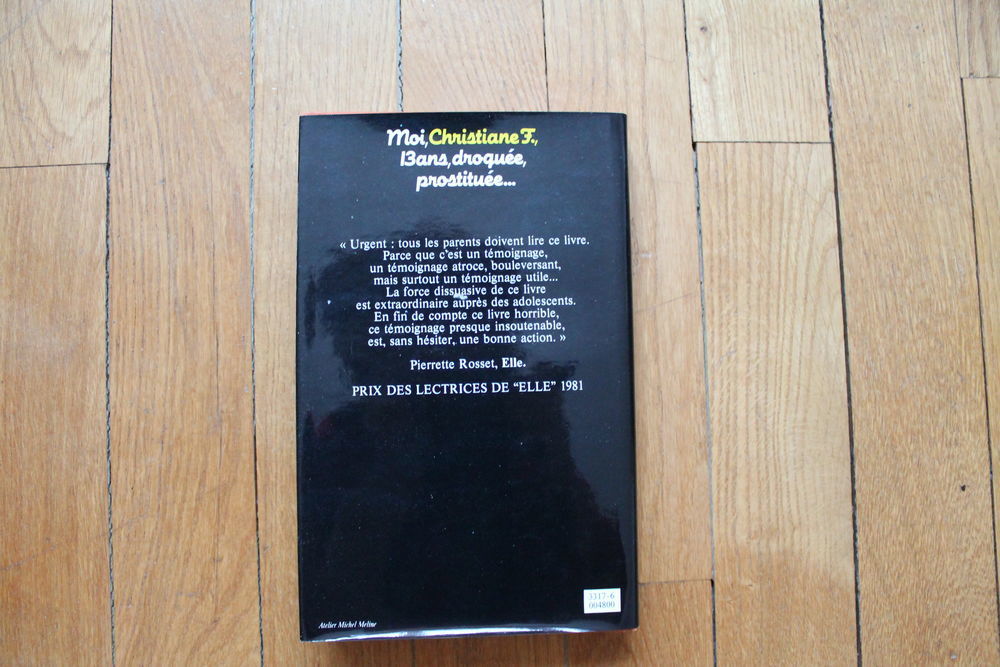 Moi, Christiane F.,
13 ans, droguée,
prostituée...
« Urgent : tous les parents doivent lire ce livre.
Parce que c'est un témoignage,
un témoignage atroce, bouleversant,
mais surtout un témoignage utile...
La force dissuasive de ce livre
est extraordinaire auprès des adolescents.
En fin de compte ce livre horrible,
ce témoignage presque insoutenable,
est, sans hésiter, une bonne action. »
Pierrette Rosset, Elle.
PRIX DES LECTRICES DE "ELLE" 1981
3317-6
004800
Atelier Michel Meline